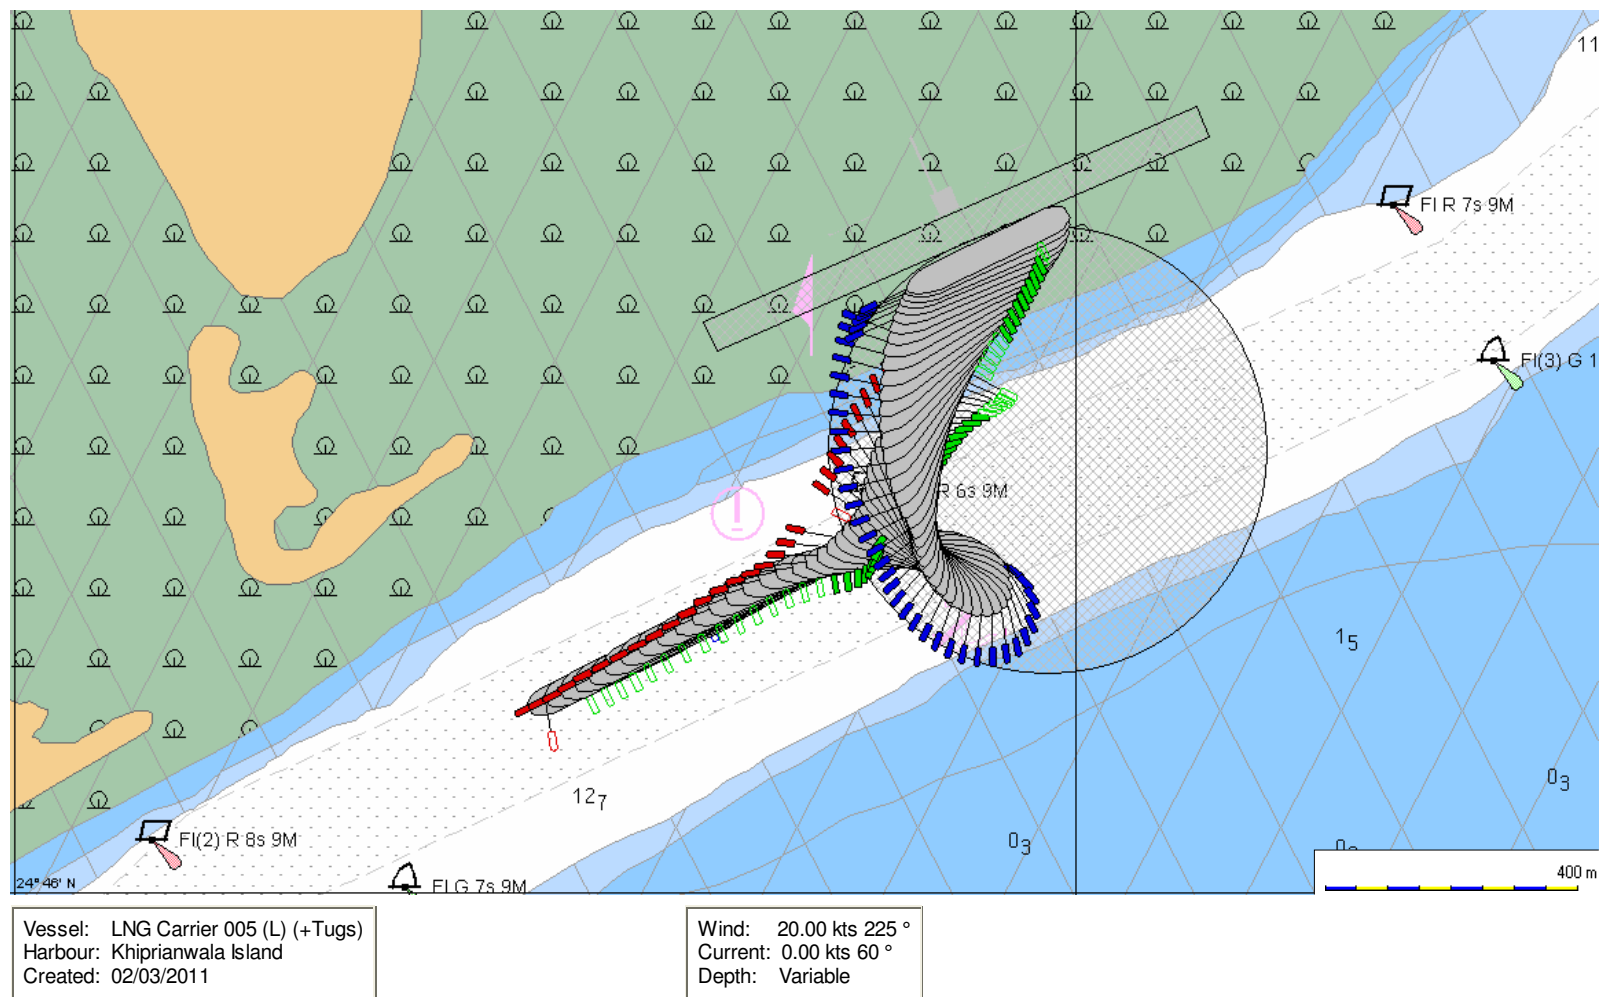 11
Fl R 7s 9M
Fl(3) G 1
R 6s 9M
15
03
127
03
Fl(2) R 8s 9M
Fl G 7s 9M
24° 46' N
400 m
Vessel: LNG Carrier 005 (L) (+Tugs)
Harbour: Khiprianwala Island
Created: 02/03/2011
Wind: 20.00 kts 225 °
Current: 0.00 kts 60 °
Depth: Variable